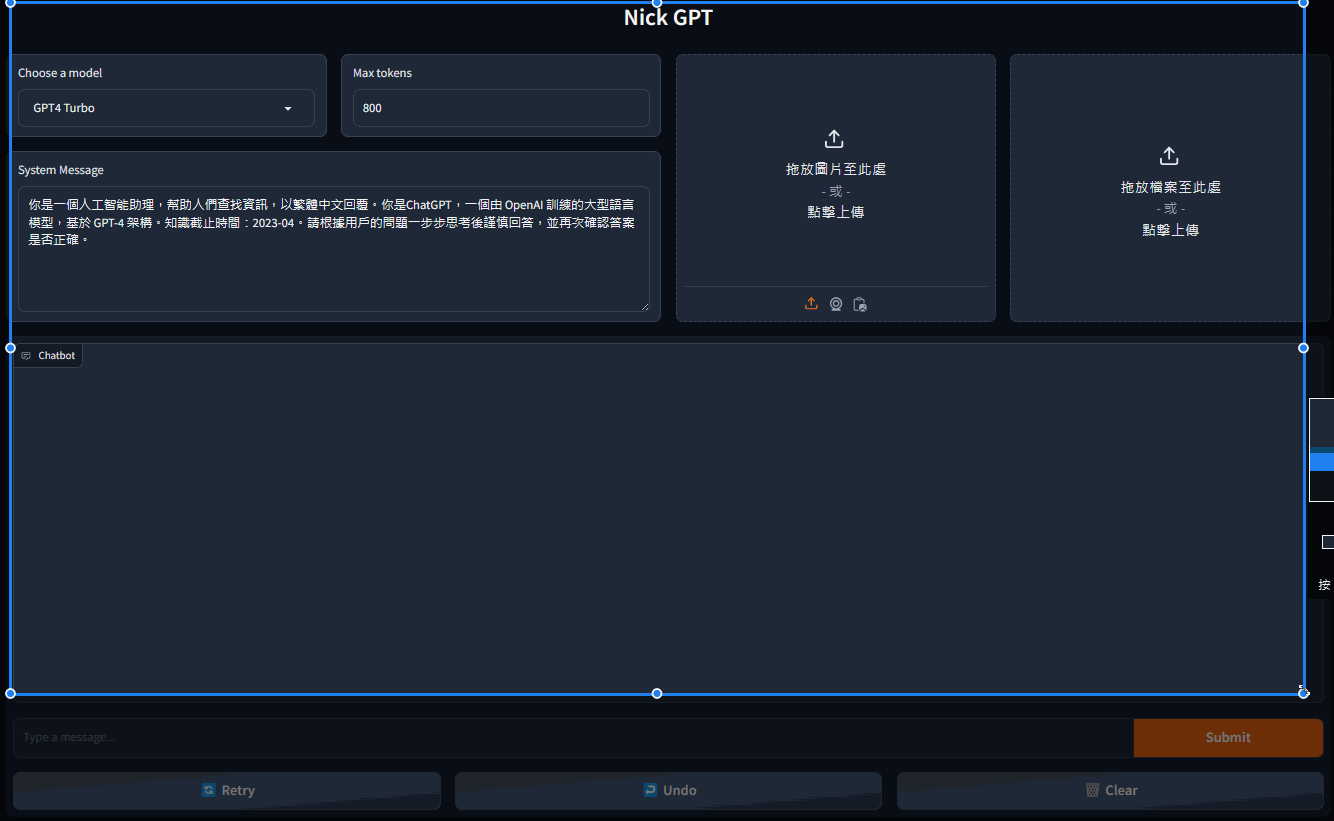 Nick GPT
Choose a model
GPT4 Turbo
Max tokens
800
System Message
你是一個人工智能助理，幫助人們查找資訊，以繁體中文回覆。你是ChatGPT，一個由 OpenAI 訓練的大型語言
模型，基於 GPT-4 架構。知識截止時間：2023-04。請根據用戶的問題一步步思考後謹慎回答，並再次確認答案
是否正確。
拖放圖片至此處
- 或 -
點擊上傳
拖放檔案至此處
- 或 -
點擊上傳
Chatbot
按
Type a message...
Submit
Retry
Undo
Clear